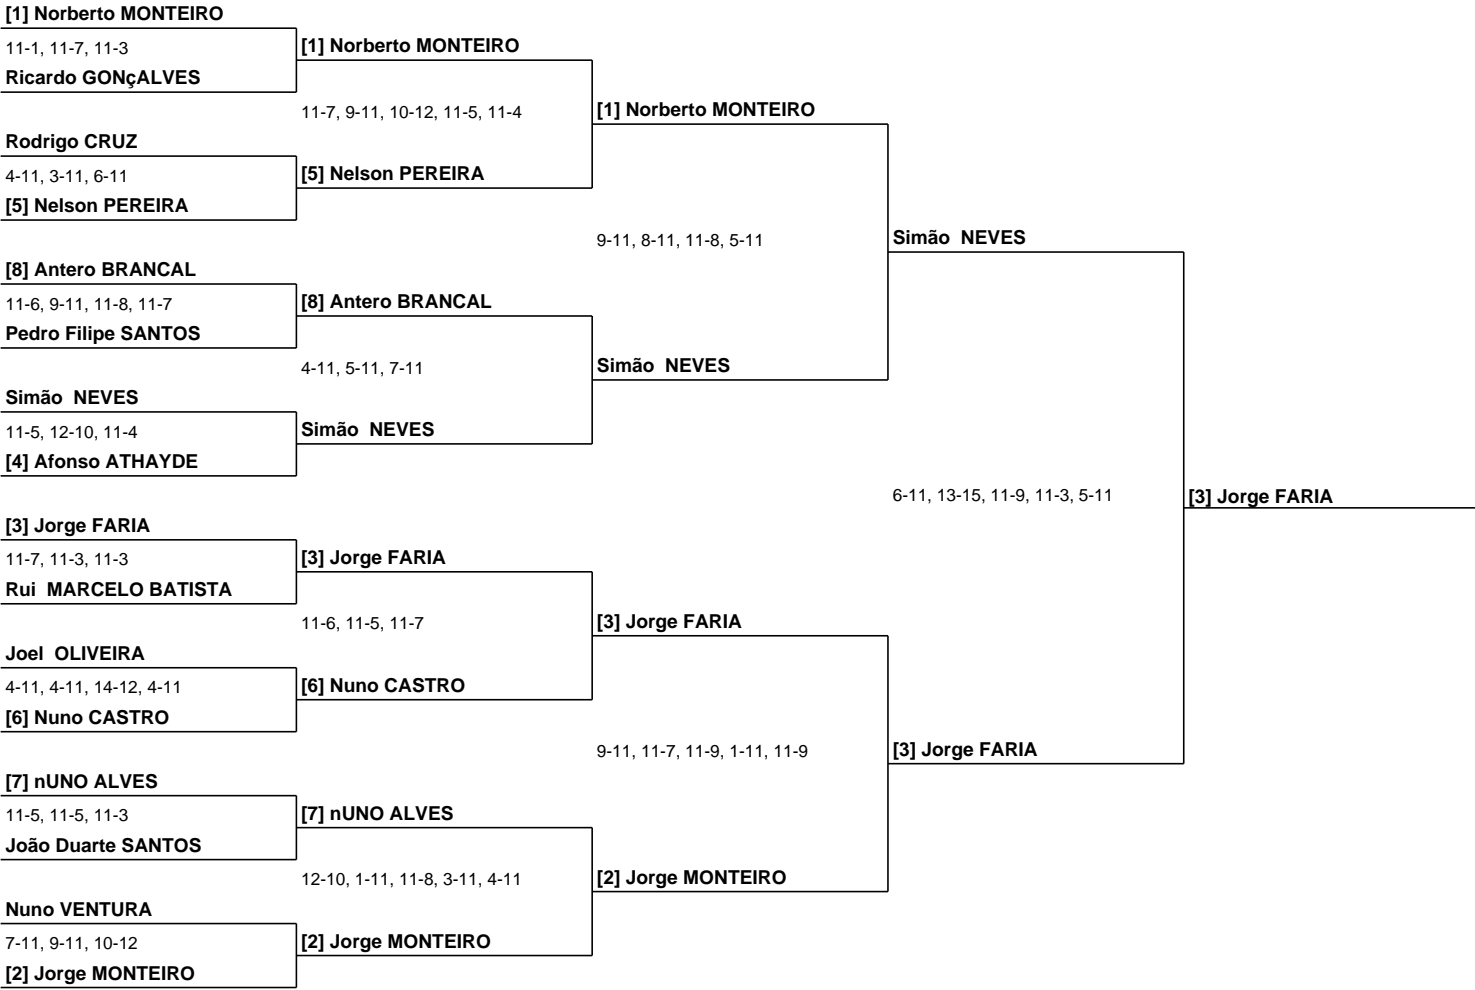 [1] Norberto MONTEIRO
11-1, 11-7, 11-3
[1] Norberto MONTEIRO
Ricardo GONçALVES
11-7, 9-11, 10-12, 11-5, 11-4
[1] Norberto MONTEIRO
Rodrigo CRUZ
4-11, 3-11, 6-11
[5] Nelson PEREIRA
[5] Nelson PEREIRA
9-11, 8-11, 11-8, 5-11
Simão  NEVES
[8] Antero BRANCAL
11-6, 9-11, 11-8, 11-7
[8] Antero BRANCAL
Pedro Filipe SANTOS
4-11, 5-11, 7-11
Simão  NEVES
Simão  NEVES
11-5, 12-10, 11-4
Simão  NEVES
[4] Afonso ATHAYDE
6-11, 13-15, 11-9, 11-3, 5-11
[3] Jorge FARIA
[3] Jorge FARIA
11-7, 11-3, 11-3
[3] Jorge FARIA
Rui  MARCELO BATISTA
11-6, 11-5, 11-7
[3] Jorge FARIA
Joel  OLIVEIRA
4-11, 4-11, 14-12, 4-11
[6] Nuno CASTRO
[6] Nuno CASTRO
9-11, 11-7, 11-9, 1-11, 11-9
[3] Jorge FARIA
[7] nUNO ALVES
11-5, 11-5, 11-3
[7] nUNO ALVES
João Duarte SANTOS
12-10, 1-11, 11-8, 3-11, 4-11
[2] Jorge MONTEIRO
Nuno VENTURA
7-11, 9-11, 10-12
[2] Jorge MONTEIRO
[2] Jorge MONTEIRO